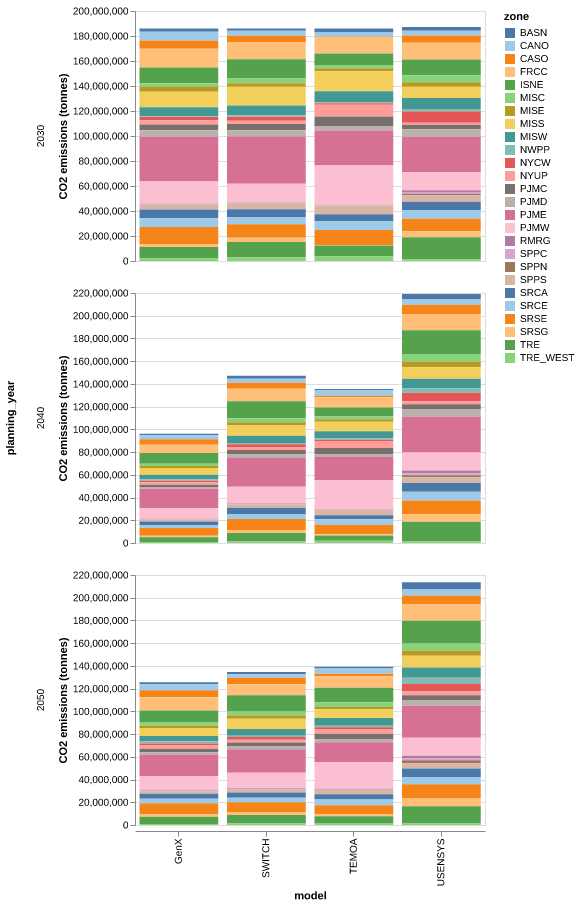 200,000,000
180,000,000
160,000,000
140,000,000
120,000,000
100,000,000
80,000,000
60,000,000
40,000,000
20,000,000
0
CO2 emissions (tonnes)
2030
220,000,000
200,000,000
180,000,000
160,000,000
140,000,000
120,000,000
100,000,000
80,000,000
60,000,000
40,000,000
20,000,000
0
CO2 emissions (tonnes)
2040
planning_year
220,000,000
200,000,000
180,000,000
160,000,000
140,000,000
120,000,000
100,000,000
80,000,000
60,000,000
40,000,000
20,000,000
0
CO2 emissions (tonnes)
2050
GenX
SWITCH
TEMOA
USENSYS
model
zone
BASN
CANO
CASO
FRCC
ISNE
MISC
MISE
MISS
MISW
NWPP
NYCW
NYUP
PJMC
PJMD
PJME
PJMW
RMRG
SPPC
SPPN
SPPS
SRCA
SRCE
SRSE
SRSG
TRE
TRE_WEST